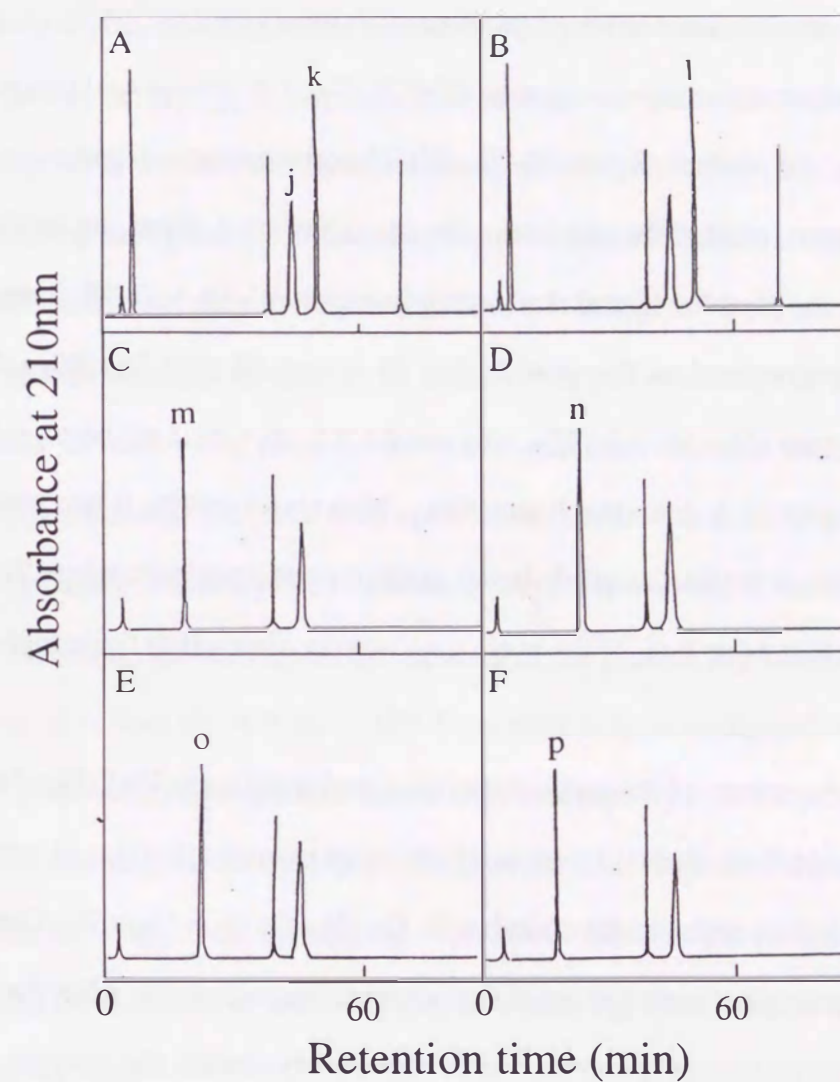 A
k
j
B
l
C
m
D
n
E
o
F
p
Absorbance at 210nm
0
60
0
60
Retention time (min)